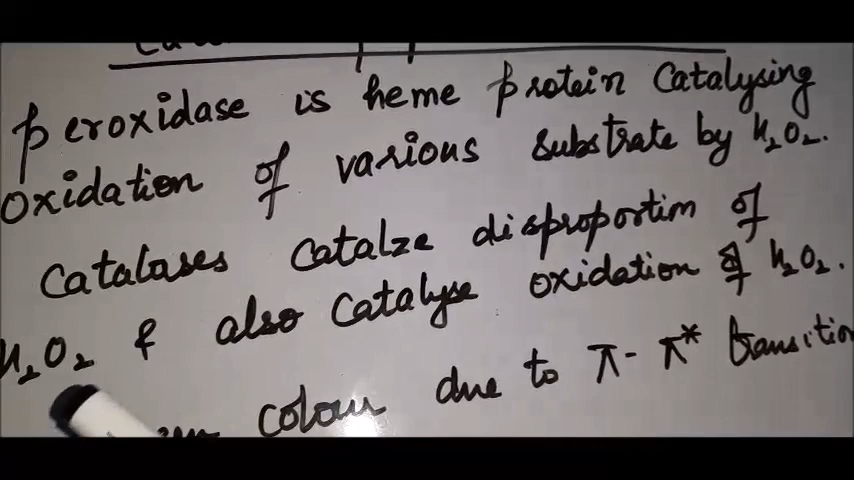 peroxidase is heme protein catalysing
oxidation of various substrate by H2O2.
Catalases catalze disproportim of
H2O2 & also catalyse oxidation of H2O2.
colour due to π-π* transition